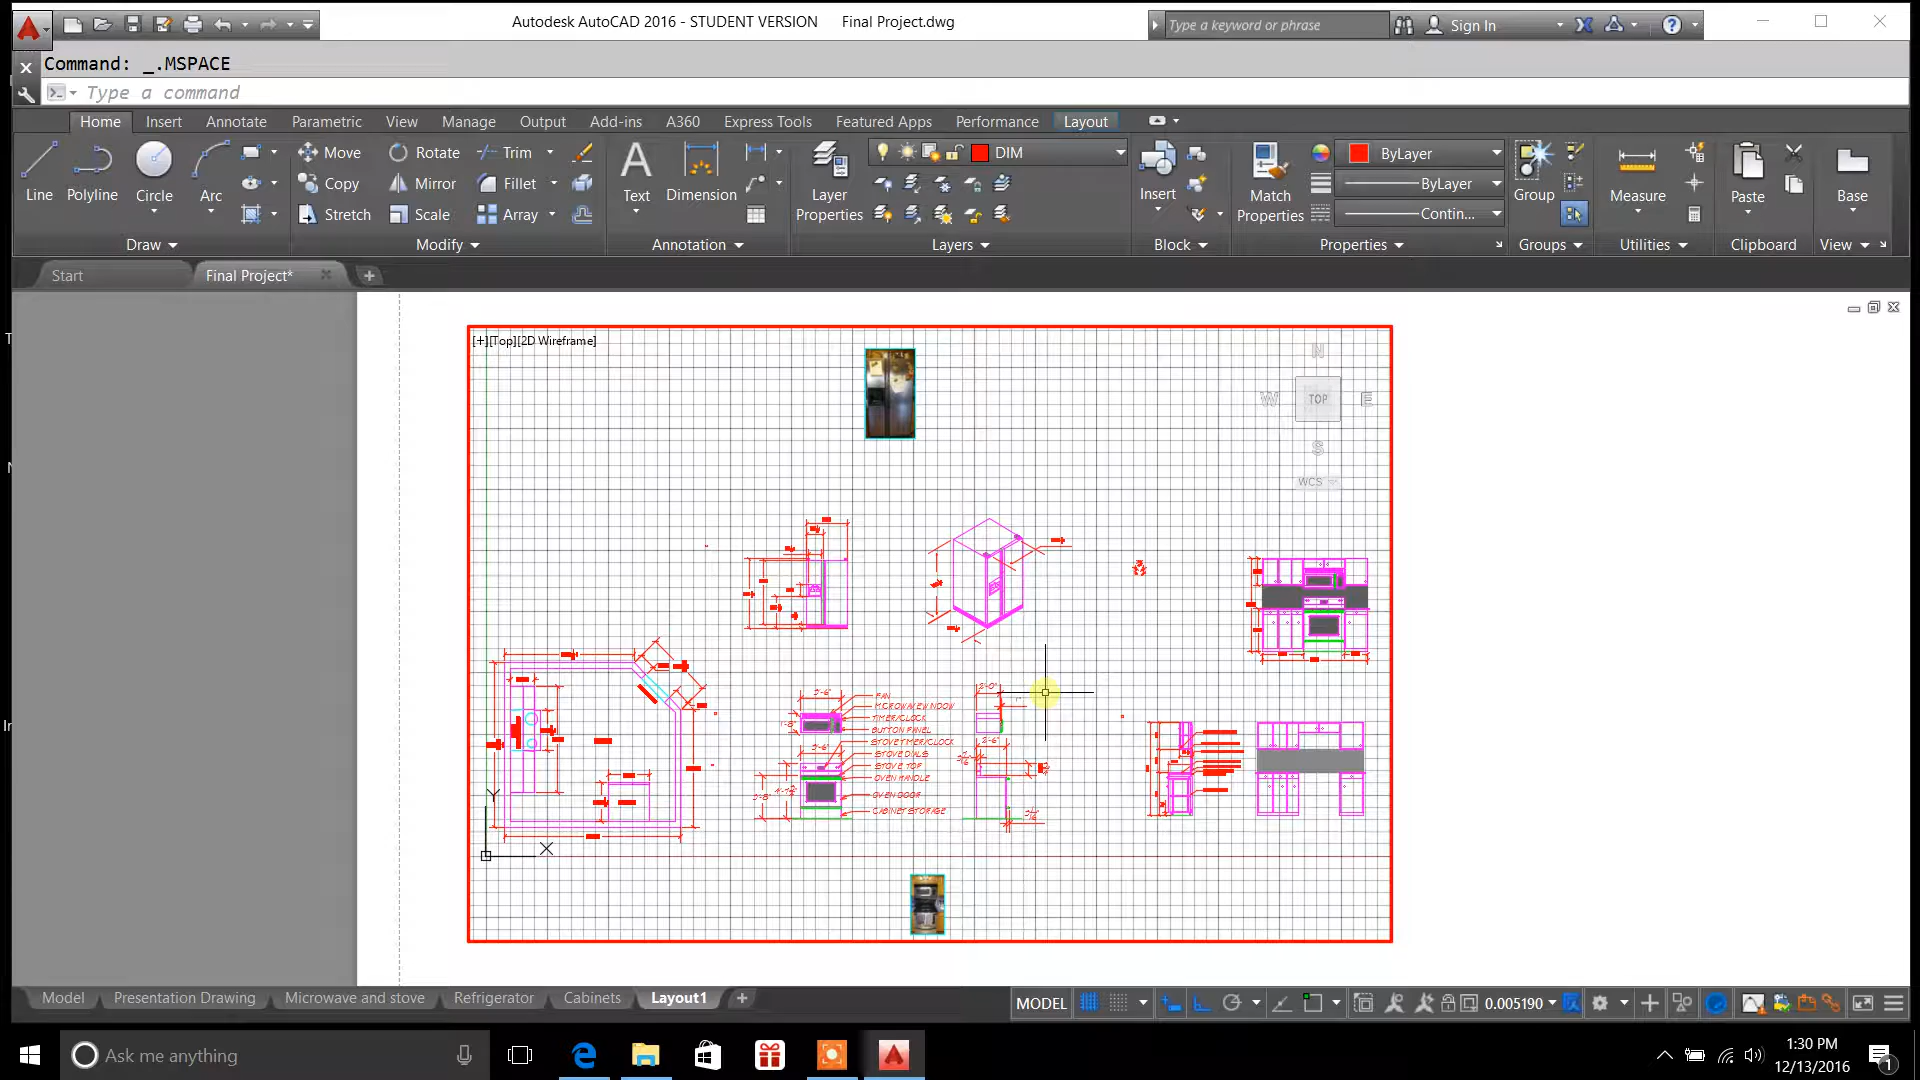 Autodesk AutoCAD 2016 - STUDENT VERSION Final Project.dwg
Type a keyword or phrase
Sign In
Command: _.MSPACE
Type a command
Home Insert Annotate Parametric View Manage Output Add-ins A360 Express Tools Featured Apps Performance Layout
Line
Polyline
Circle
Arc
Move
Copy
Stretch
Rotate
Mirror
Scale
Trim
Fillet
Array
Text
Dimension
Layer
Properties
DIM
Insert
Match
Properties
ByLayer
ByLayer
Contin...
Group
Measure
Paste
Base
Draw Modify Annotation Layers Block Properties Groups Utilities Clipboard View
Start
Final Project*
[+][Top][2D Wireframe]
N
W
TOP
E
S
WCS
FAN
MICROWAVE WINDOW
TIMER/CLOCK
BUTTON PANEL
STOVE TIMER/CLOCK
STOVE DIALS
STOVE TOP
OVEN HANDLE
OVEN DOOR
CABINET STORAGE
2'-0"
2'-6"
Y
X
Model Presentation Drawing Microwave and stove Refrigerator Cabinets Layout1
MODEL
0.005190
Ask me anything
1:30 PM
12/13/2016
1